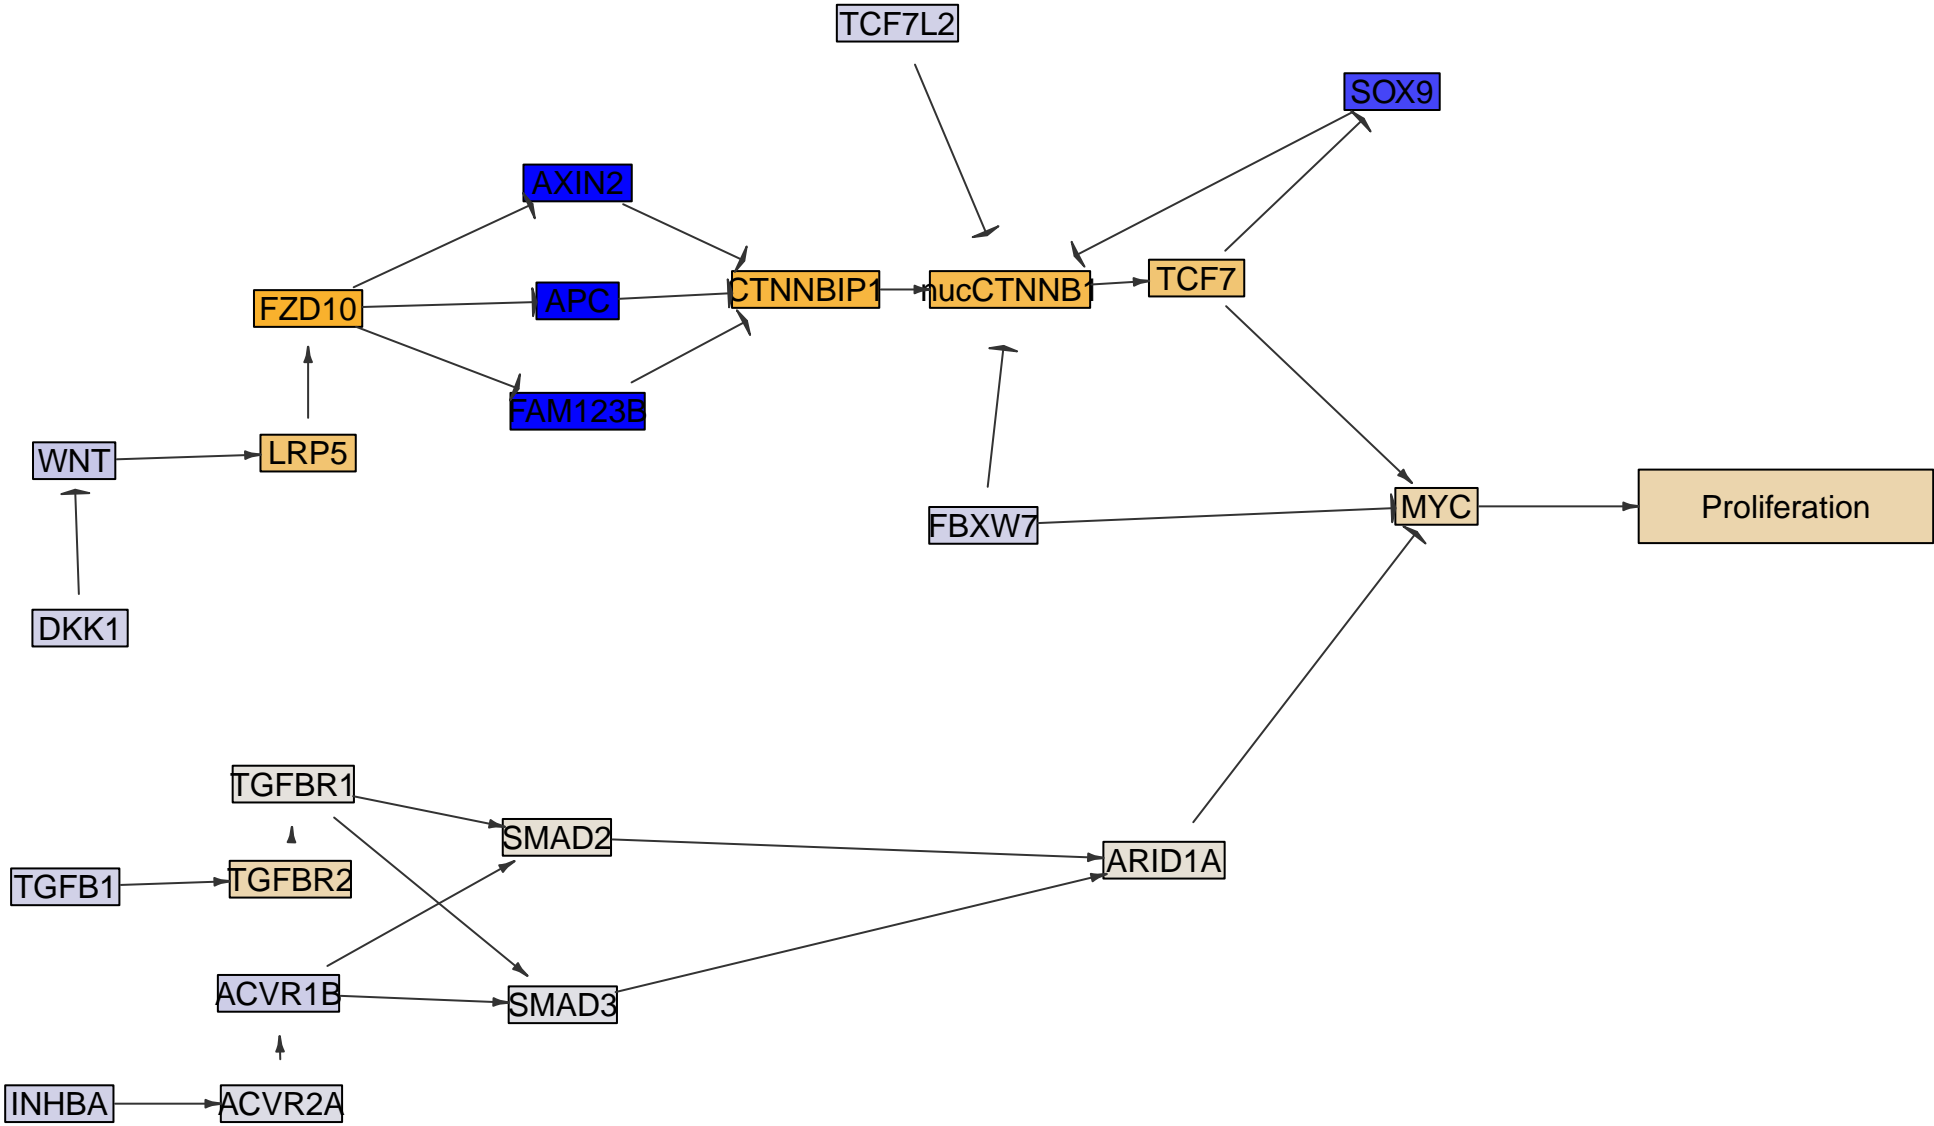 TCF7L2
SOX9
AXIN2
TCF7
CTNNBIP1
nucCTNNB1
APC
FZD10
FAM123B
LRP5
WNT
MYC
Proliferation
FBXW7
DKK1
TGFBR1
SMAD2
ARID1A
TGFBR2
TGFB1
ACVR1B
SMAD3
INHBA
ACVR2A